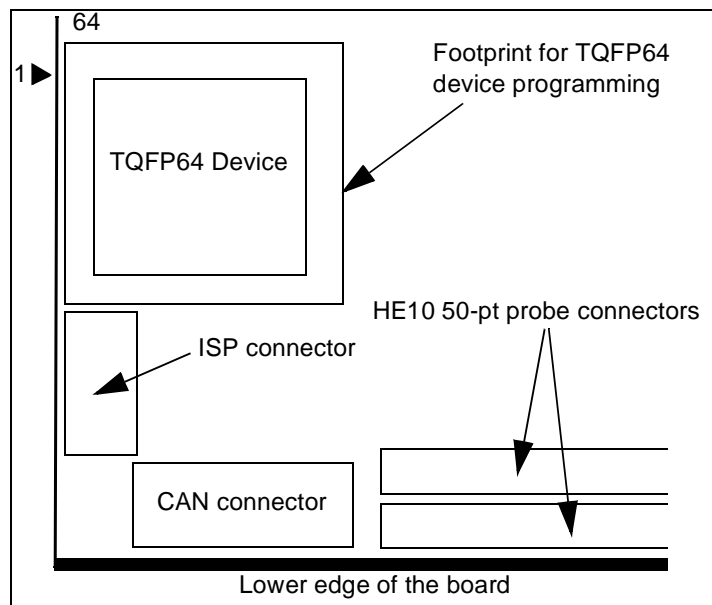 64
1
Footprint for TQFP64
device programming
TQFP64 Device
HE10 50-pt probe connectors
ISP connector
CAN connector
Lower edge of the board